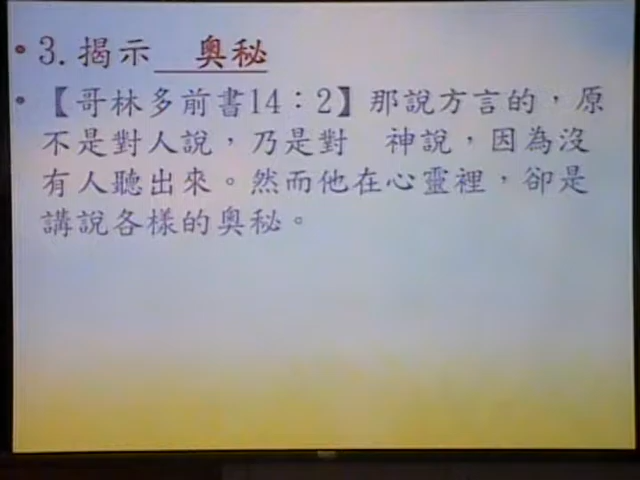 • 3. 揭示 奧秘
• 【哥林多前書14：2】那說方言的，原
不是對人說，乃是對　神說，因為沒
有人聽出來。然而他在心靈裡，卻是
講說各樣的奧秘。